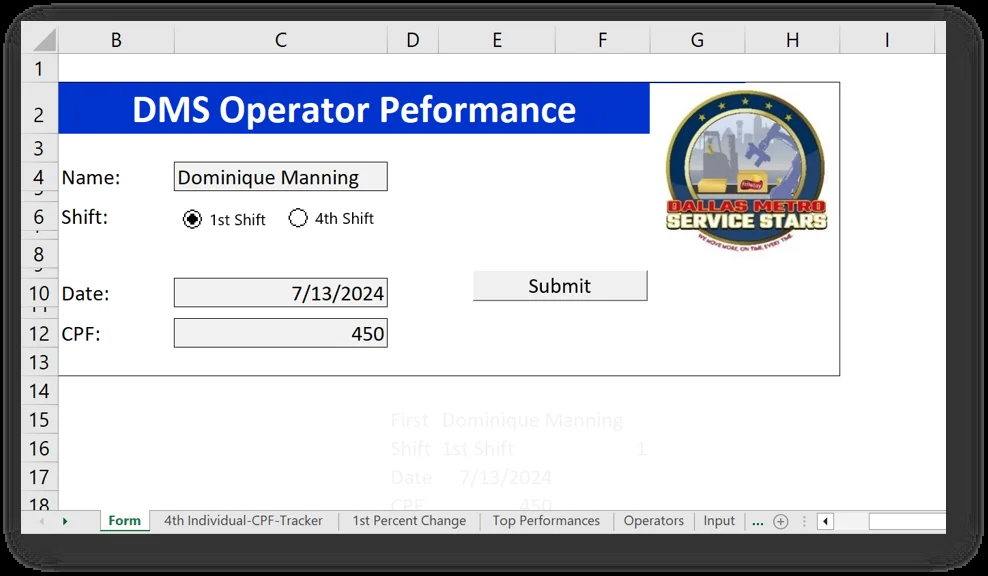 B C D E F G H I
1
2 DMS Operator Peformance
3
4 Name: Dominique Manning
6 Shift: 1st Shift 4th Shift
8
10 Date: 7/13/2024 Submit
12 CPF: 450
13
14
15 First Dominique Manning
16 Shift 1st Shift 1
17 Date 7/13/2024
18 CPF 450
DALLAS METRO
SERVICE STARS
WE MOVE MORE, ON TIME, EVERY TIME.
Form 4th Individual-CPF-Tracker 1st Percent Change Top Performances Operators Input ...